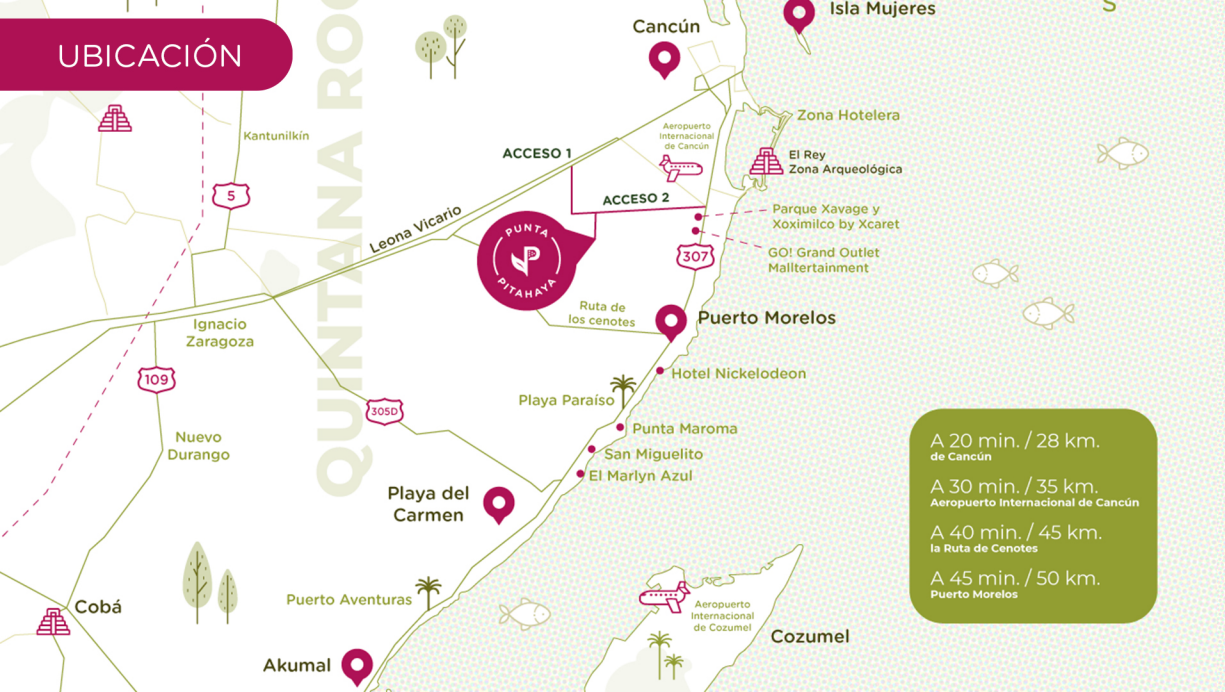 UBICACIÓN
QUINTANA ROO
Cancún
Isla Mujeres
S
Kantunilkín
5
Aeropuerto
Internacional
de Cancún
Zona Hotelera
ACCESO 1
El Rey
Zona Arqueológica
ACCESO 2
Leona Vicario
Parque Xavage y
Xoximilco by Xcaret
PUNTA
P
PITAHAYA
307
GO! Grand Outlet
Malltertainment
Ruta de
los cenotes
Puerto Morelos
Ignacio
Zaragoza
109
Hotel Nickelodeon
305D
Playa Paraíso
Punta Maroma
Nuevo
Durango
San Miguelito
El Marlyn Azul
Playa del
Carmen
A 20 min. / 28 km.
de Cancún
A 30 min. / 35 km.
Aeropuerto Internacional de Cancún
A 40 min. / 45 km.
la Ruta de Cenotes
A 45 min. / 50 km.
Puerto Morelos
Cobá
Puerto Aventuras
Aeropuerto
Internacional
de Cozumel
Cozumel
Akumal